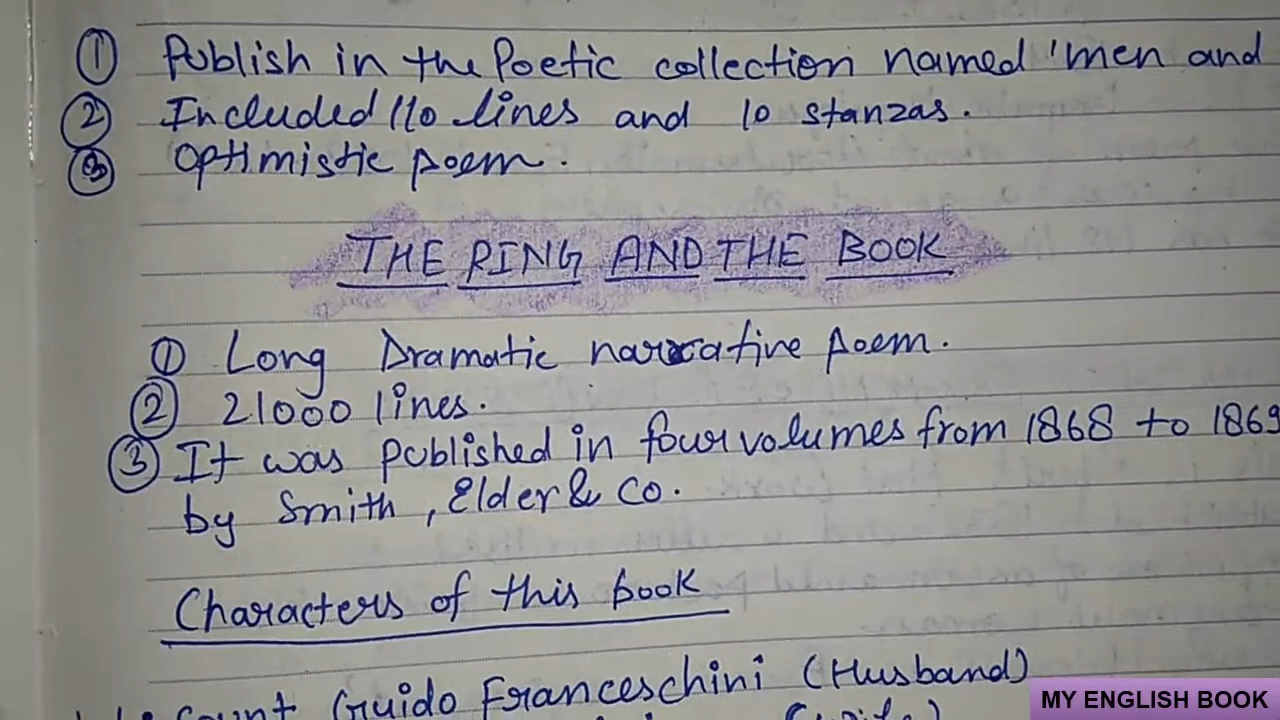 ① Publish in the Poetic collection named 'men and
② Included 110 lines and 10 stanzas.
③ Optimistic poem.
THE RING AND THE BOOK
① Long Dramatic narrative poem.
② 21000 lines.
③ It was published in four volumes from 1868 to 1869
by Smith, Elder & Co.
Characters of this book
Count Guido Franceschini (Husband)
MY ENGLISH BOOK